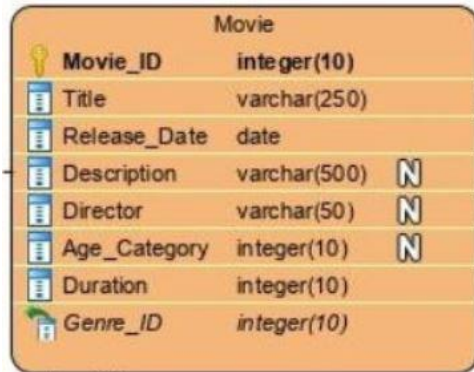 Movie
Movie_ID integer(10)
Title varchar(250)
Release_Date date
Description varchar(500) N
Director varchar(50) N
Age_Category integer(10) N
Duration integer(10)
Genre_ID integer(10)